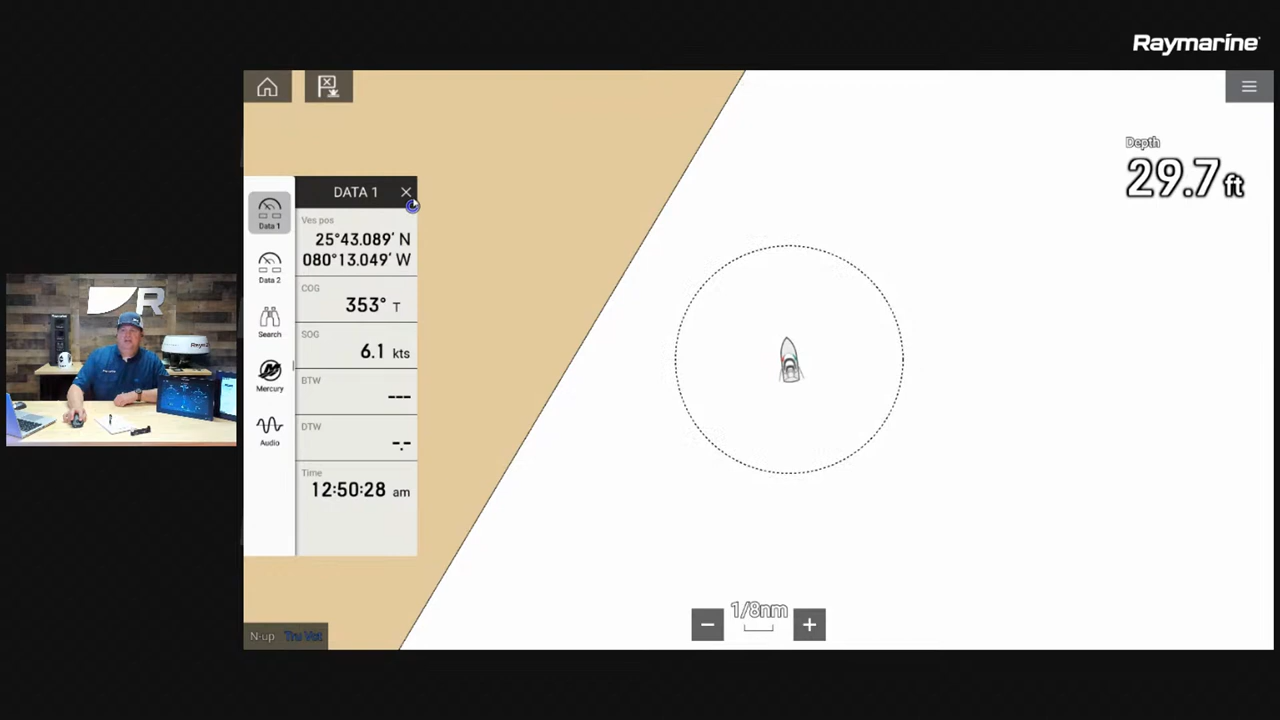 Raymarine
Depth
29.7 ft
DATA 1
Data 1
Ves pos
25°43.089' N
080°13.049' W
COG
353° T
Data 2
SOG
6.1 kts
Search
BTW
---
Mercury
DTW
-.-
Audio
Time
12:50:28 am
1/8nm
N-up
R